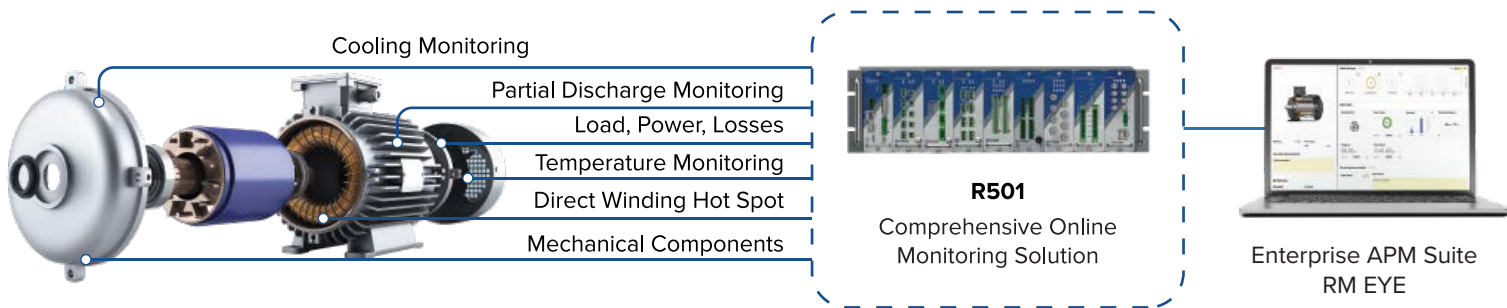 Cooling Monitoring
Partial Discharge Monitoring
Load, Power, Losses
Temperature Monitoring
Direct Winding Hot Spot
Mechanical Components
R501
Comprehensive Online
Monitoring Solution
Enterprise APM Suite
RM EYE